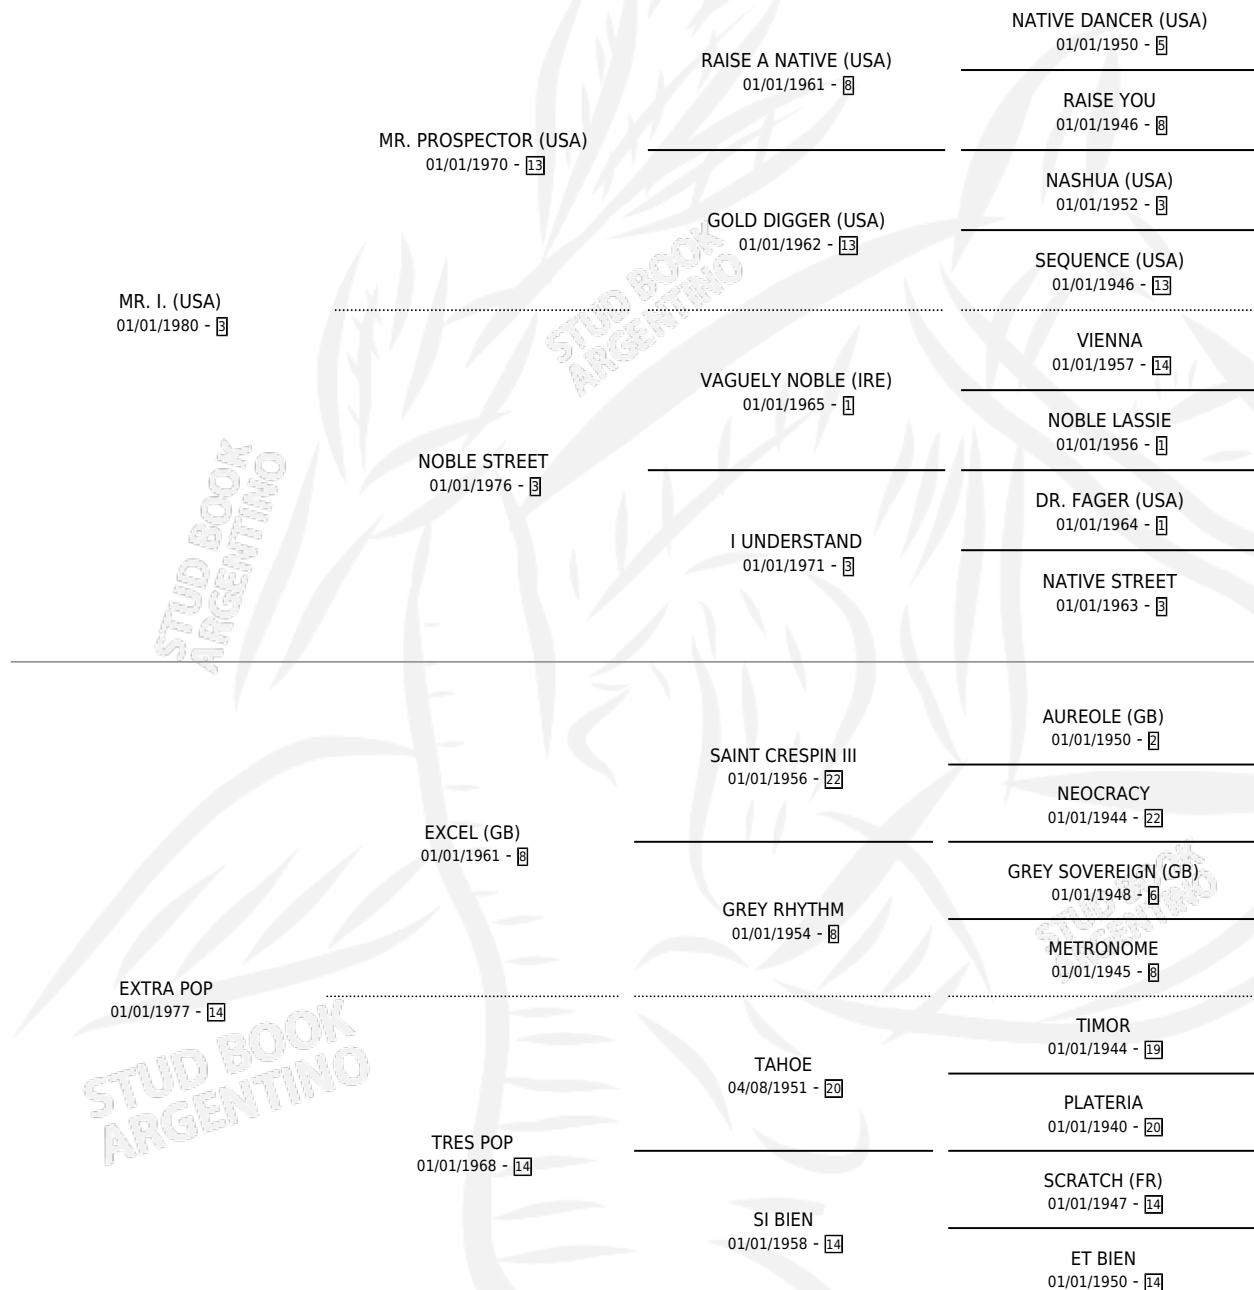 NATIVE DANCER (USA)
01/01/1950 - 5
RAISE A NATIVE (USA)
01/01/1961 - 8
RAISE YOU
01/01/1946 - 8
MR. PROSPECTOR (USA)
01/01/1970 - 13
NASHUA (USA)
01/01/1952 - 3
GOLD DIGGER (USA)
01/01/1962 - 13
SEQUENCE (USA)
01/01/1946 - 13
MR. I. (USA)
01/01/1980 - 3
STUD BOOK
ARGENTINO
VIENNA
01/01/1957 - 14
VAGUELY NOBLE (IRE)
01/01/1965 - 1
NOBLE LASSIE
01/01/1956 - 1
NOBLE STREET
01/01/1976 - 3
DR. FAGER (USA)
01/01/1964 - 1
I UNDERSTAND
01/01/1971 - 3
NATIVE STREET
01/01/1963 - 3
STUD BOOK
ARGENTINO
AUREOLE (GB)
01/01/1950 - 2
SAINT CRESPIN III
01/01/1956 - 22
NEOCRACY
01/01/1944 - 22
EXCEL (GB)
01/01/1961 - 8
GREY SOVEREIGN (GB)
01/01/1948 - 6
GREY RHYTHM
01/01/1954 - 8
METRONOME
01/01/1945 - 8
STUD BOOK
ARGENTINO
EXTRA POP
01/01/1977 - 14
TIMOR
01/01/1944 - 19
TAHOE
04/08/1951 - 20
PLATERIA
01/01/1940 - 20
STUD BOOK
ARGENTINO
TRES POP
01/01/1968 - 14
SCRATCH (FR)
01/01/1947 - 14
SI BIEN
01/01/1958 - 14
ET BIEN
01/01/1950 - 14